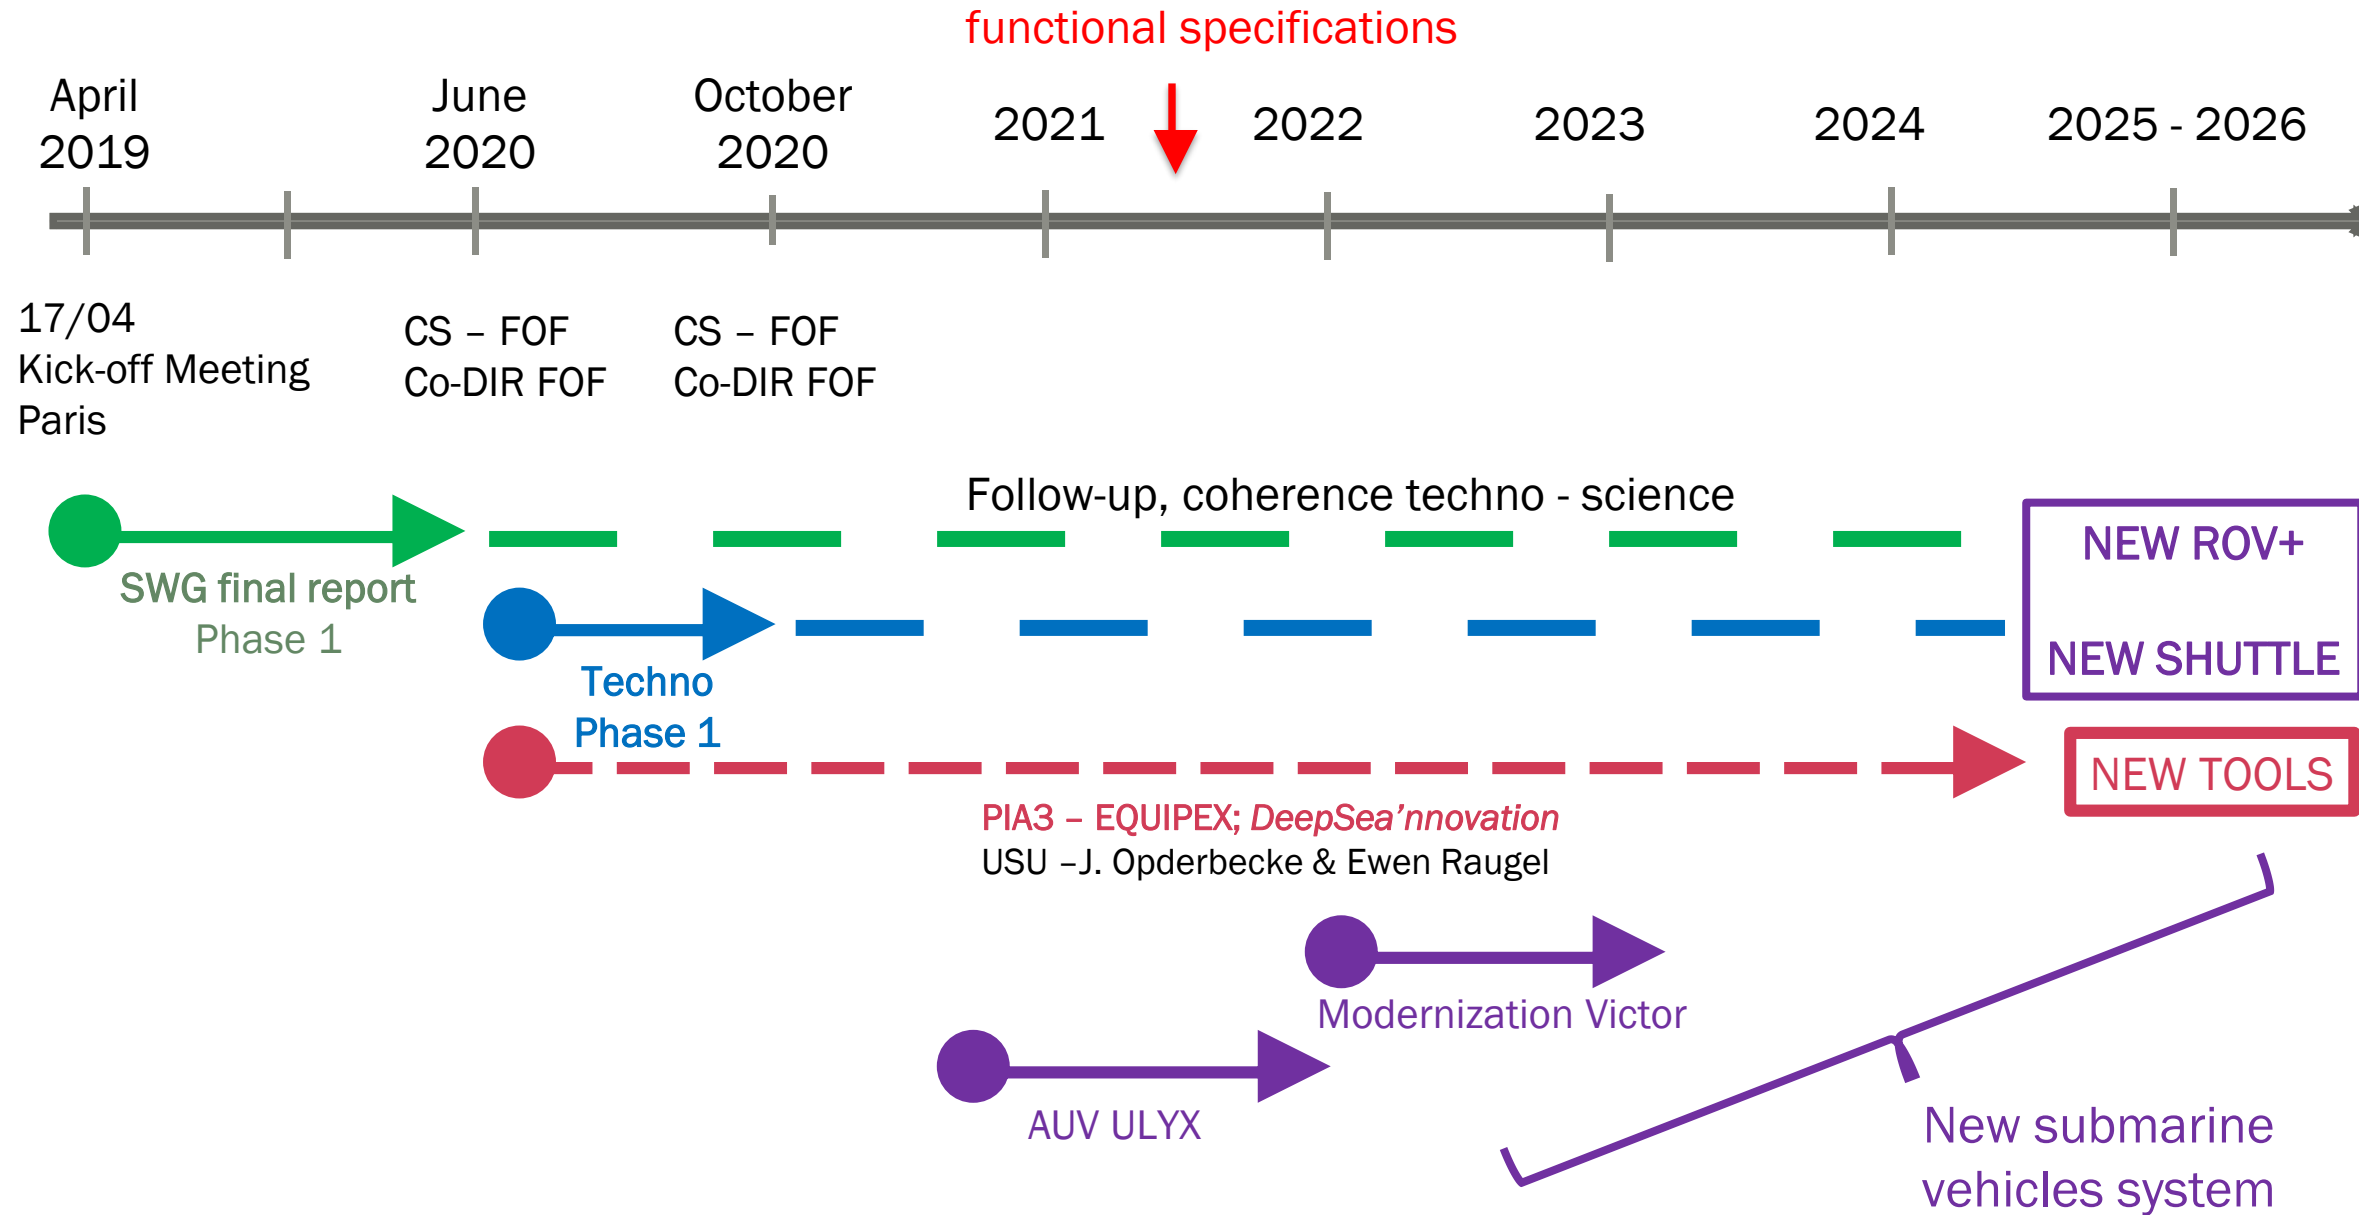 functional specifications
April
2019
June
2020
October
2020
2021
2022
2023
2024
2025 - 2026
17/04
Kick-off Meeting
Paris
CS – FOF
Co-DIR FOF
CS – FOF
Co-DIR FOF
Follow-up, coherence techno - science
SWG final report
Phase 1
NEW ROV+
NEW SHUTTLE
Techno
Phase 1
NEW TOOLS
PIA3 – EQUIPEX; DeepSea’nnovation
USU –J. Opderbecke & Ewen Raugel
Modernization Victor
AUV ULYX
New submarine
vehicles system